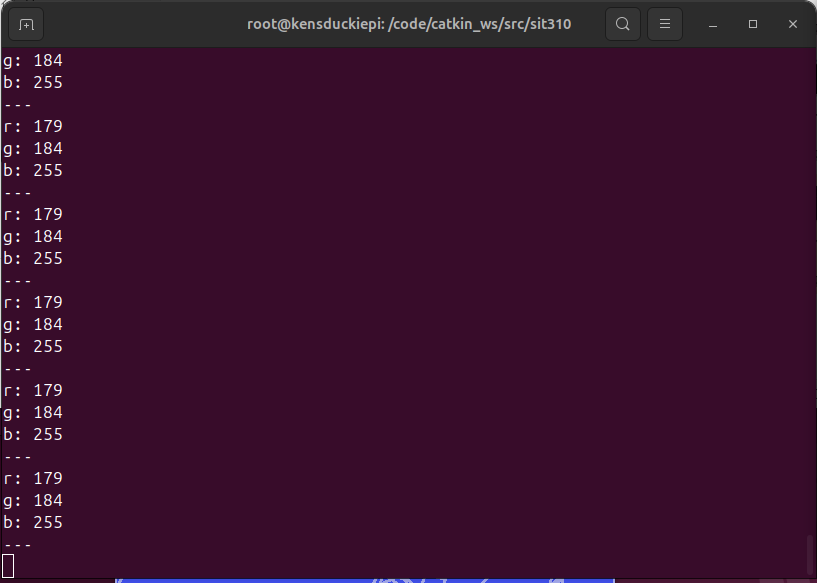 root@kensduckiepi: /code/catkin_ws/src/sit310
g: 184
b: 255
---
r: 179
g: 184
b: 255
---
r: 179
g: 184
b: 255
---
r: 179
g: 184
b: 255
---
r: 179
g: 184
b: 255
---
r: 179
g: 184
b: 255
---